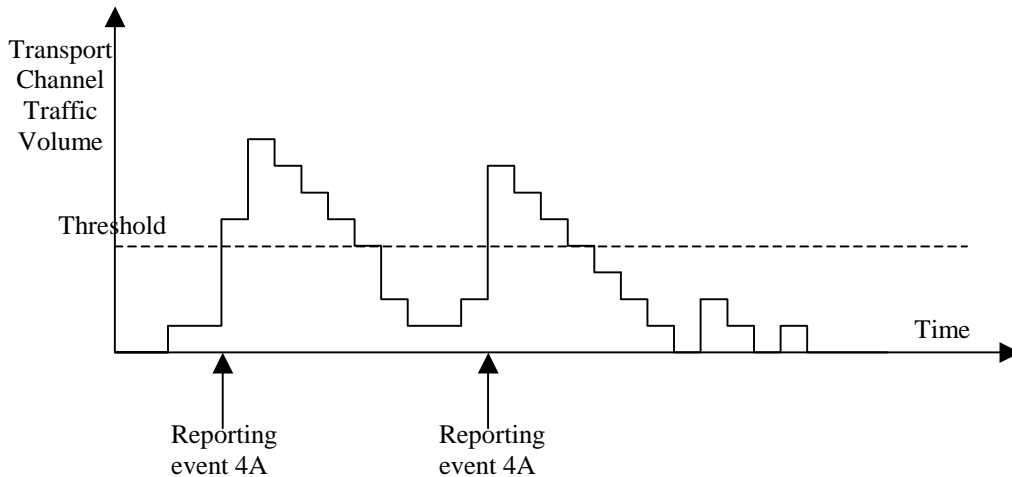 Transport
Channel
Traffic
Volume
Threshold
Time
Reporting
event 4A
Reporting
event 4A